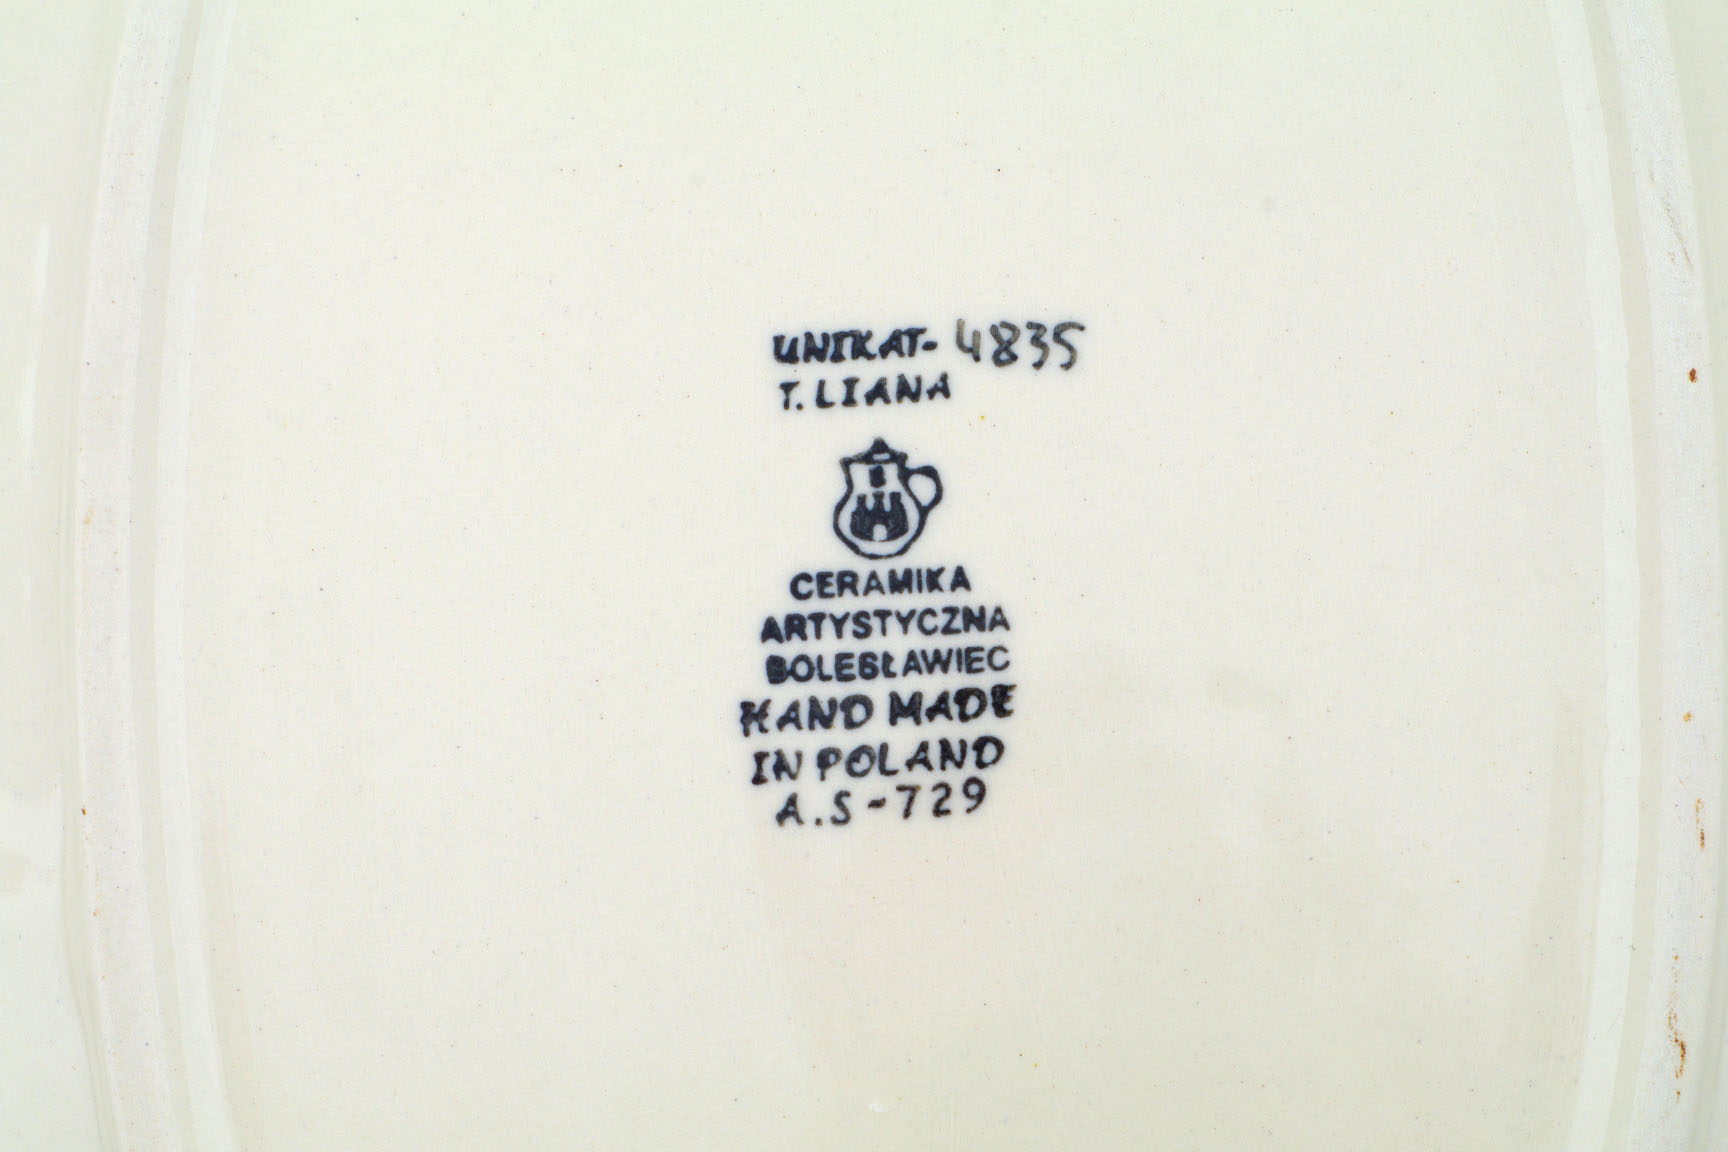 UNIKAT- 4835
T. LIANA
CERAMIKA
ARTYSTYCZNA
BOLESŁAWIEC
HAND MADE
IN POLAND
A.S-729